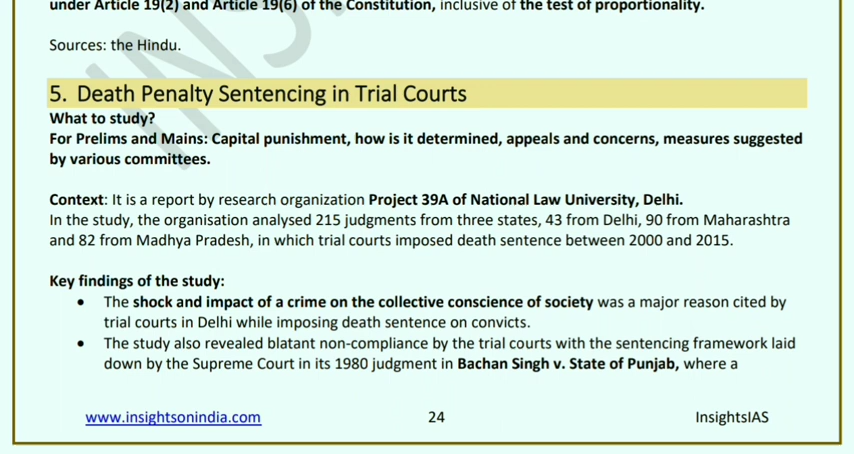 under Article 19(2) and Article 19(6) of the Constitution, inclusive of the test of proportionality.
Sources: the Hindu.
5. Death Penalty Sentencing in Trial Courts
What to study?
For Prelims and Mains: Capital punishment, how is it determined, appeals and concerns, measures suggested
by various committees.
Context: It is a report by research organization Project 39A of National Law University, Delhi.
In the study, the organisation analysed 215 judgments from three states, 43 from Delhi, 90 from Maharashtra
and 82 from Madhya Pradesh, in which trial courts imposed death sentence between 2000 and 2015.
Key findings of the study:
• The shock and impact of a crime on the collective conscience of society was a major reason cited by
trial courts in Delhi while imposing death sentence on convicts.
• The study also revealed blatant non-compliance by the trial courts with the sentencing framework laid
down by the Supreme Court in its 1980 judgment in Bachan Singh v. State of Punjab, where a
www.insightsonindia.com 24 InsightsIAS